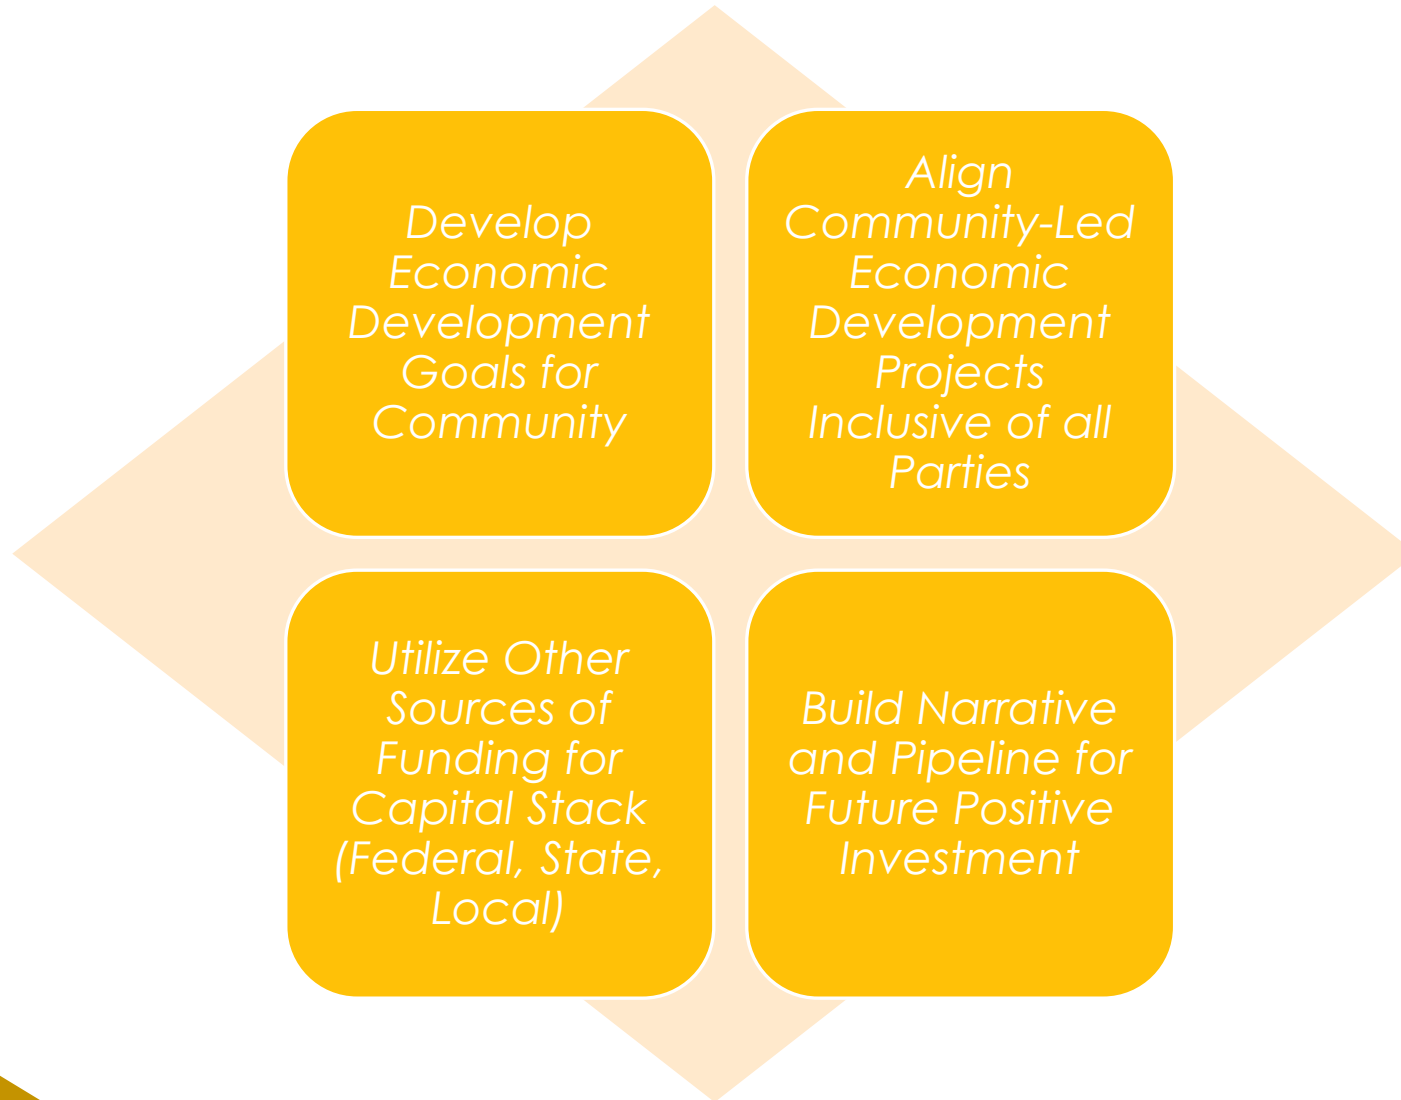 Develop
Economic
Development
Goals for
Community
Align
Community-Led
Economic
Development
Projects
Inclusive of all
Parties
Utilize Other
Sources of
Funding for
Capital Stack
(Federal, State,
Local)
Build Narrative
and Pipeline for
Future Positive
Investment